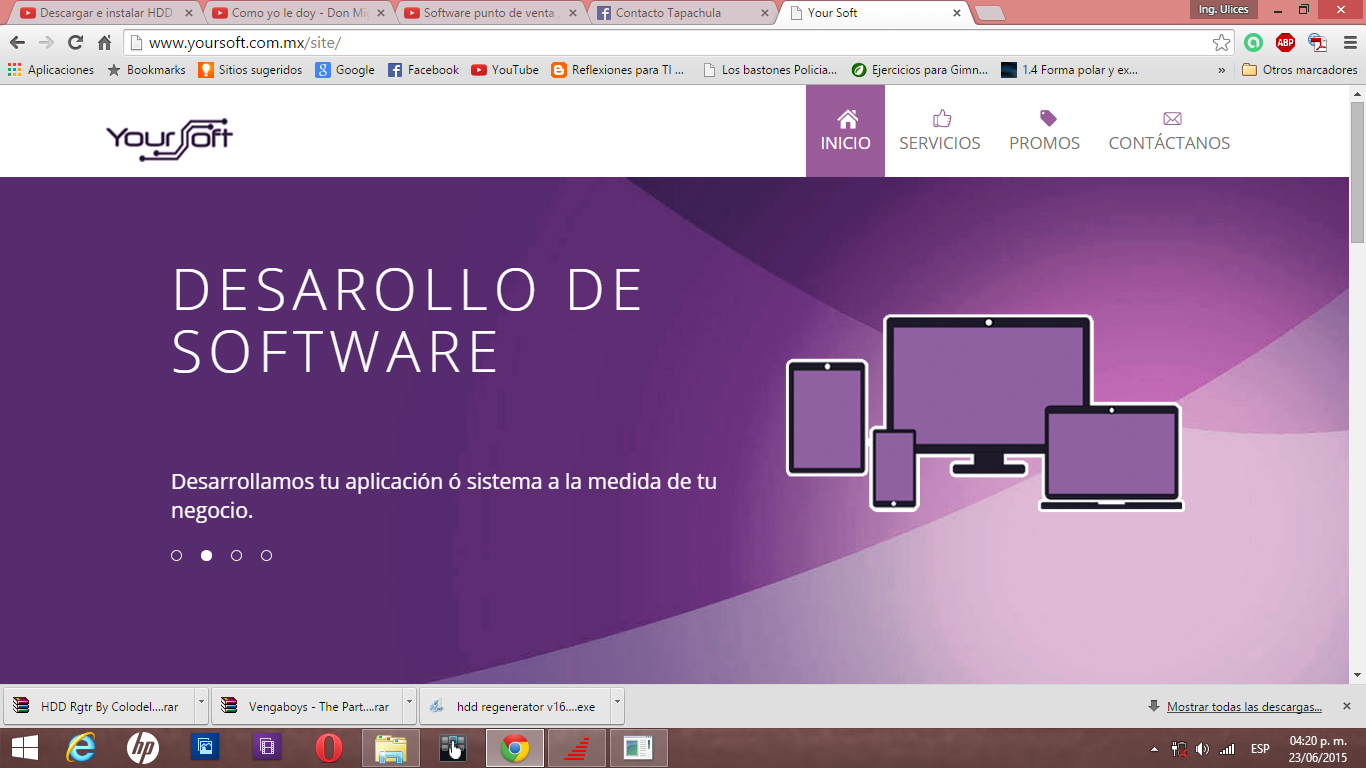 Descargar e instalar HDD
Como yo le doy - Don Mig
Software punto de venta
Contacto Tapachula
Your Soft
Ing. Ulices
www.yoursoft.com.mx/site/
ABP
Aplicaciones
Bookmarks
Sitios sugeridos
Google
Facebook
YouTube
Reflexiones para TI ...
Los bastones Policia...
Ejercicios para Gimn...
1.4 Forma polar y ex...
»
Otros marcadores
YourSoft
INICIO
SERVICIOS
PROMOS
CONTÁCTANOS
DESAROLLO DE
SOFTWARE
Desarrollamos tu aplicación ó sistema a la medida de tu
negocio.
HDD Rgtr By Colodel....rar
Vengaboys - The Part....rar
hdd regenerator v16....exe
Mostrar todas las descargas...
hp
ESP
04:20 p. m.
23/06/2015